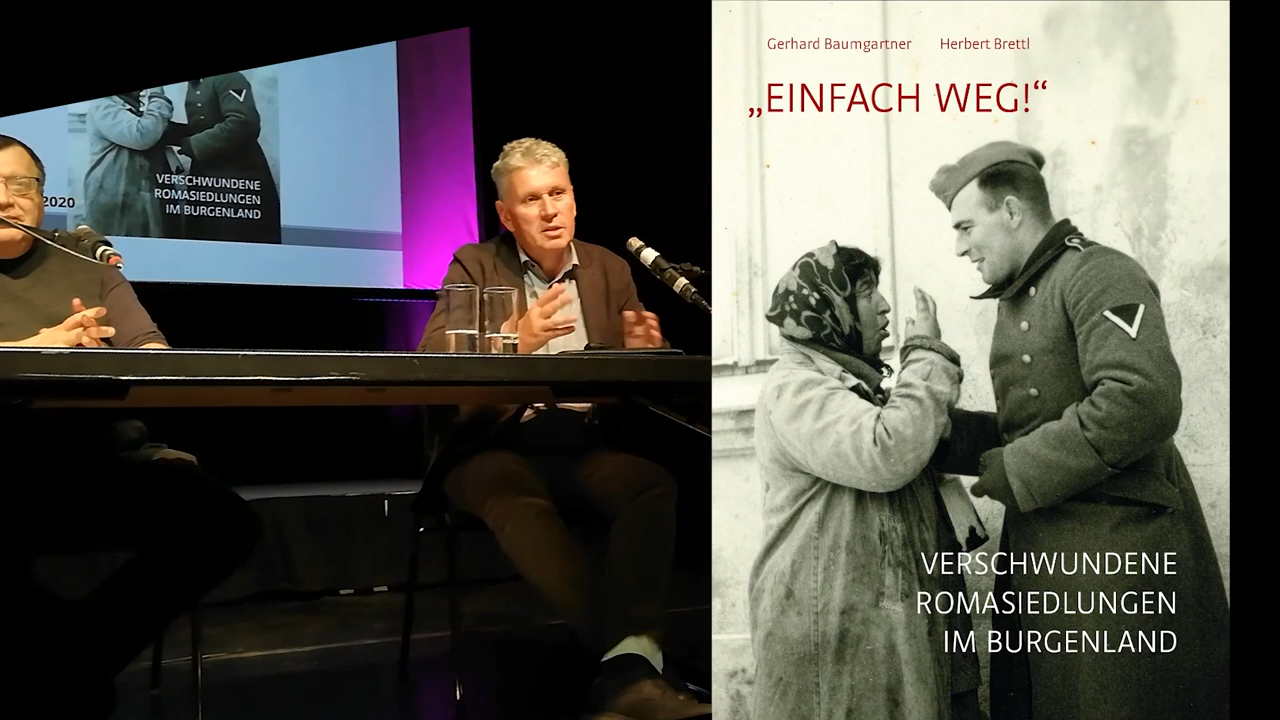 2020
VERSCHWUNDENE
ROMASIEDLUNGEN
IM BURGENLAND
Gerhard Baumgartner Herbert Brettl
„EINFACH WEG!“
VERSCHWUNDENE
ROMASIEDLUNGEN
IM BURGENLAND